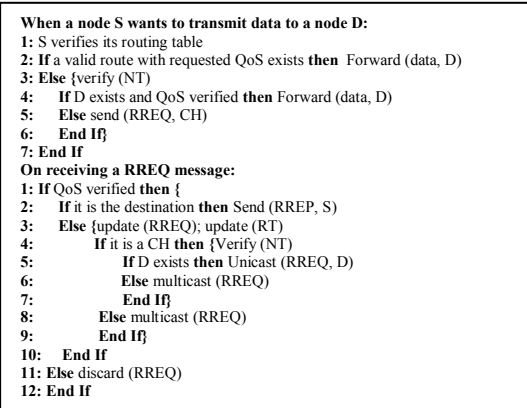 When a node S wants to transmit data to a node D:
1: S verifies its routing table
2: If a valid route with requested QoS exists then Forward (data, D)
3: Else {verify (NT)
4: If D exists and QoS verified then Forward (data, D)
5: Else send (RREQ, CH)
6: End If}
7: End If
On receiving a RREQ message:
1: If QoS verified then {
2: If it is the destination then Send (RREP, S)
3: Else {update (RREQ); update (RT)
4: If it is a CH then {Verify (NT)
5: If D exists then Unicast (RREQ, D)
6: Else multicast (RREQ)
7: End If}
8: Else multicast (RREQ)
9: End If}
10: End If
11: Else discard (RREQ)
12: End If